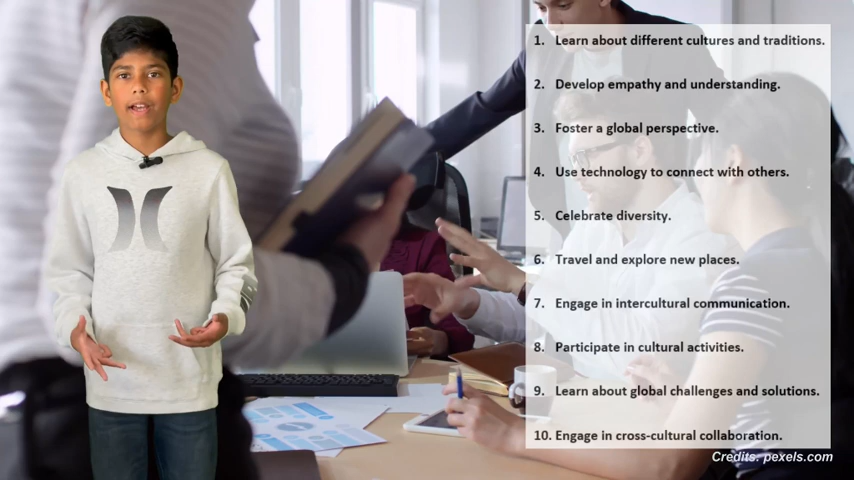 1. Learn about different cultures and traditions.
2. Develop empathy and understanding.
3. Foster a global perspective.
4. Use technology to connect with others.
5. Celebrate diversity.
6. Travel and explore new places.
7. Engage in intercultural communication.
8. Participate in cultural activities.
9. Learn about global challenges and solutions.
10. Engage in cross-cultural collaboration.
Credits: pexels.com